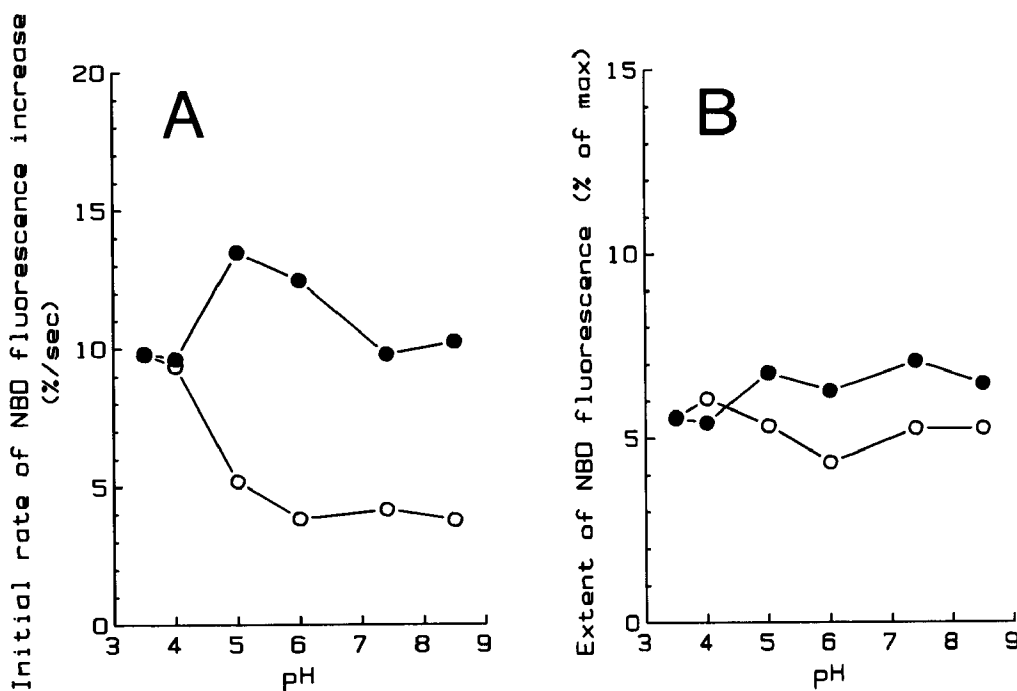 Initial rate of NBD fluorescence increase
(%/sec)
A
20
15
10
5
0
3 4 5 6 7 8 9
pH
Extent of NBD fluorescence (% of max)
B
15
10
5
0
3 4 5 6 7 8 9
pH